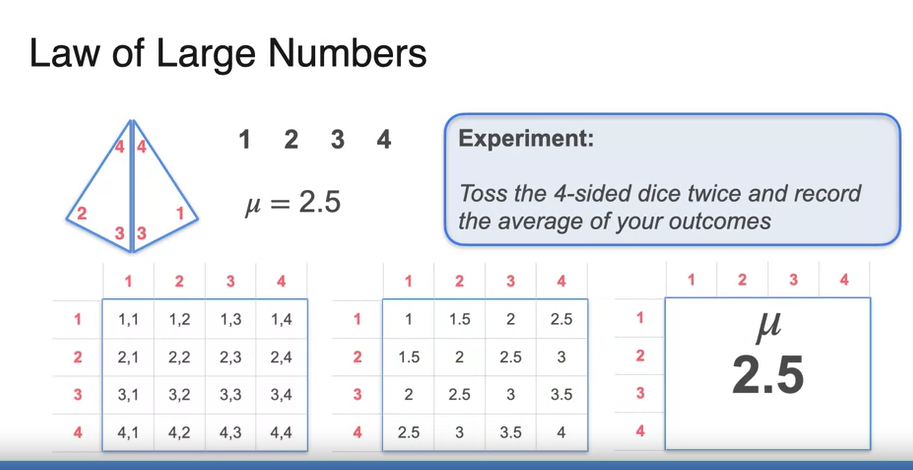 Law of Large Numbers
4 4
2 1
3 3
1 2 3 4
μ = 2.5
Experiment:
Toss the 4-sided dice twice and record
the average of your outcomes
1 2 3 4
1 1,1 1,2 1,3 1,4
2 2,1 2,2 2,3 2,4
3 3,1 3,2 3,3 3,4
4 4,1 4,2 4,3 4,4
1 2 3 4
1 1 1.5 2 2.5
2 1.5 2 2.5 3
3 2 2.5 3 3.5
4 2.5 3 3.5 4
1 2 3 4
1
2
3
4
μ
2.5